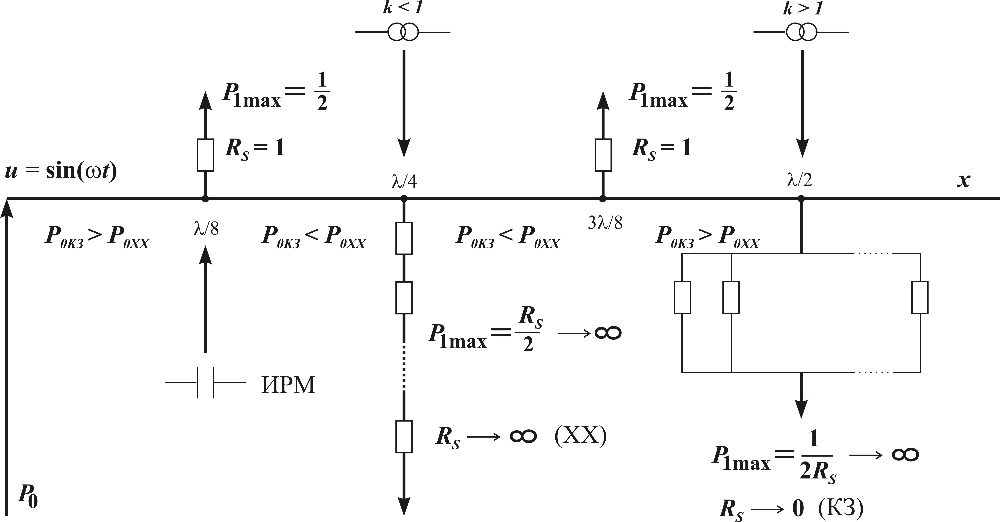 k < 1
k > 1
P1max = 1/2
P1max = 1/2
RS = 1
RS = 1
u = sin(ωt)
λ/4
λ/2
x
λ/8
3λ/8
P0КЗ > P0ХХ
P0КЗ < P0ХХ
P0КЗ < P0ХХ
P0КЗ > P0ХХ
P1max = RS/2 → ∞
ИРМ
RS → ∞ (ХХ)
P1max = 1/2RS → ∞
P0
RS → 0 (КЗ)